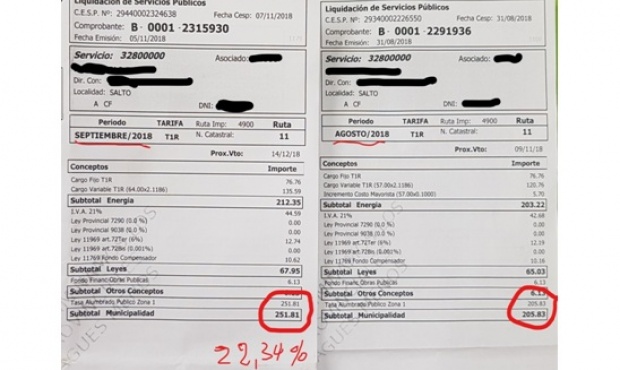 Liquidación de Servicios Públicos
C.E.S.P. Nº: 29440002324638 Fecha Cesp: 07/11/2018
Comprobante: B- 0001 -2315930
Fecha Emisión: 05/11/2018
Servicio: 32800000 Asociado:
Dir. Con:
Localidad: SALTO
A CF DNI:
Periodo TARIFA Ruta Imp: 4900 Ruta
SEPTIEMBRE/2018 T1R N. Catastral: 11
Prox.Vto: 14/12/18
Conceptos Importe
Cargo Fijo T1R 76.76
Cargo Variable T1R (64.00x2.1186) 135.59
Subtotal Energía 212.35
I.V.A. 21% 44.59
Ley Provincial 7290 (0,0 %) 0.00
Ley Provincial 9038 (0,0 %) 0.00
Ley 11969 art.72Ter (6%) 12.74
Ley 11969 art.72Bis (0.001%) 0.00
Ley 11769 Fondo Compensador 10.62
Subtotal Leyes 67.95
Fondo Financ.Obras Publicas 6.13
Subtotal Otros Conceptos
Tasa Alumbrado Publico Zona 1 251.81
Subtotal Municipalidad 251.81
22,34%
Liquidación de Servicios Públicos
C.E.S.P. Nº: 29340002226550 Fecha Cesp: 31/08/2018
Comprobante: B- 0001 -2291936
Fecha Emisión: 31/08/2018
Servicio: 32800000 Asociado:
Dir. Con:
Localidad: SALTO
A CF DNI:
Periodo TARIFA Ruta Imp: 4900 Ruta
AGOSTO/2018 T1R N. Catastral: 11
Prox.Vto: 09/11/18
Conceptos Importe
Cargo Fijo T1R 76.76
Cargo Variable T1R (57.00x2.1186) 120.76
Incremento Costo Mayorista (57.00x0.1000) 5.70
Subtotal Energía 203.22
I.V.A. 21% 42.68
Ley Provincial 7290 (0,0 %) 0.00
Ley Provincial 9038 (0,0 %) 0.00
Ley 11969 art.72Ter (6%) 12.19
Ley 11969 art.72Bis (0.001%) 0.00
Ley 11769 Fondo Compensador 10.16
Subtotal Leyes 65.03
Fondo Financ.Obras Publicas 6.13
Subtotal Otros Conceptos 6.13
Tasa Alumbrado Publico Zona 1 205.83
Subtotal Municipalidad 205.83